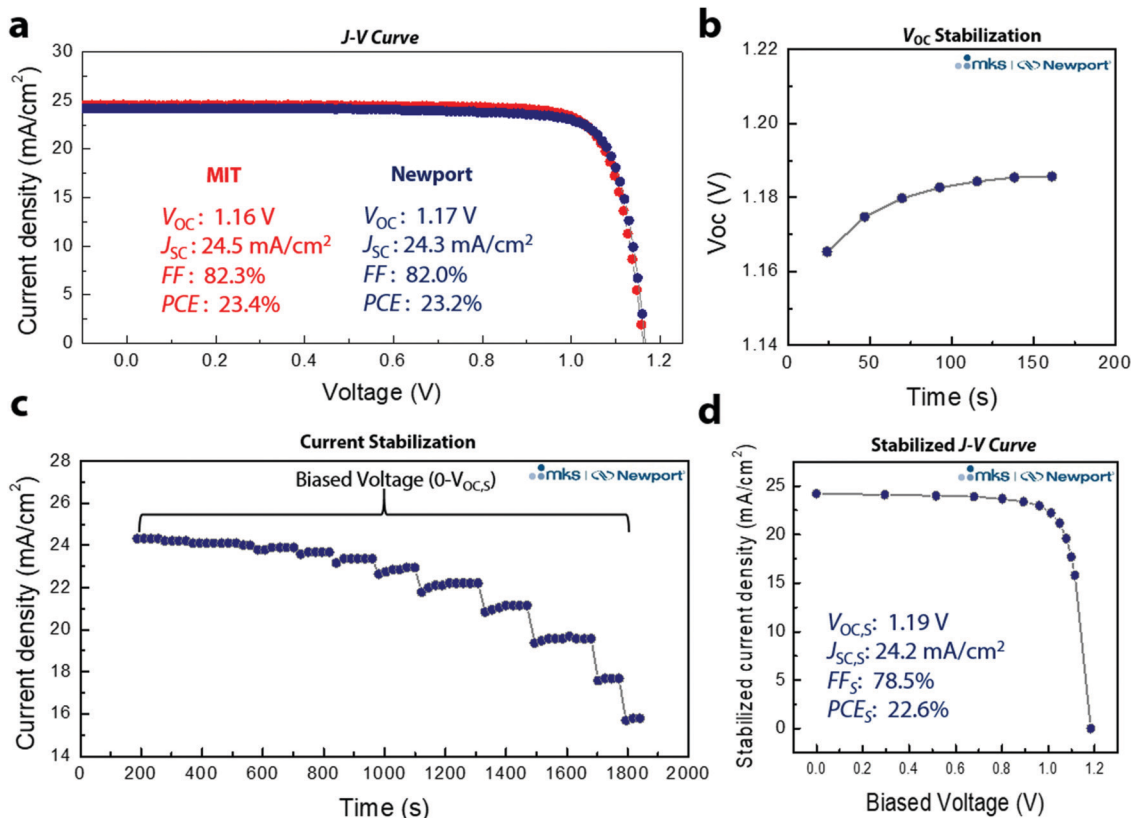 a
J-V Curve
30
25
20
15
10
5
0
Current density (mA/cm²)
MIT
VOC: 1.16 V
JSC: 24.5 mA/cm²
FF: 82.3%
PCE: 23.4%
Newport
VOC: 1.17 V
JSC: 24.3 mA/cm²
FF: 82.0%
PCE: 23.2%
0.0 0.2 0.4 0.6 0.8 1.0 1.2
Voltage (V)
b
VOC Stabilization
mks | Newport
1.22
1.20
1.18
1.16
1.14
Voc (V)
0 50 100 150 200
Time (s)
c
Current Stabilization
Biased Voltage (0-VOC,S)
mks | Newport
28
26
24
22
20
18
16
14
Current density (mA/cm²)
0 200 400 600 800 1000 1200 1400 1600 1800 2000
Time (s)
d
Stabilized J-V Curve
mks | Newport
25
20
15
10
5
0
Stabilized current density (mA/cm²)
VOC,S: 1.19 V
JSC,S: 24.2 mA/cm²
FFS: 78.5%
PCES: 22.6%
0.0 0.2 0.4 0.6 0.8 1.0 1.2
Biased Voltage (V)